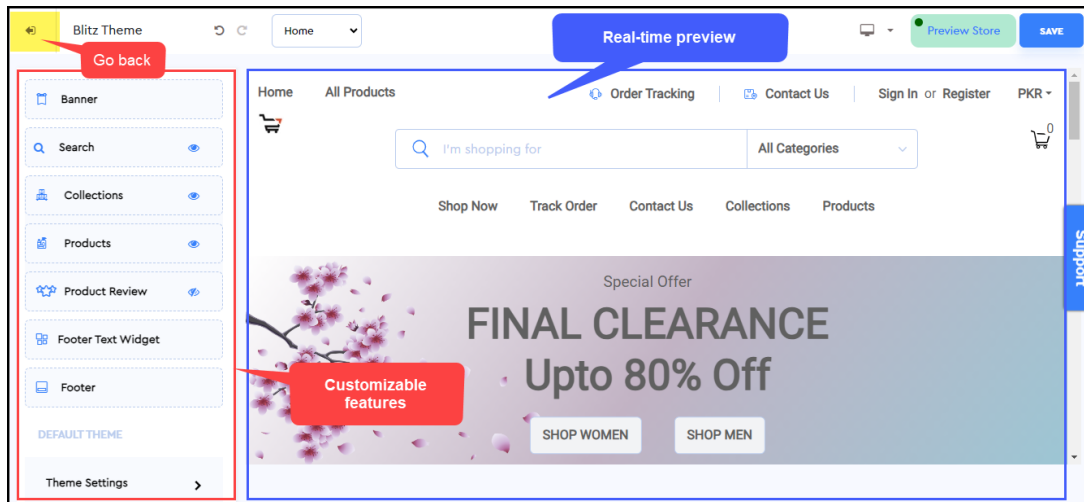 Blitz Theme
Home
Real-time preview
Preview Store
SAVE
Go back
Banner
Search
Collections
Products
Product Review
Footer Text Widget
Footer
DEFAULT THEME
Theme Settings
Customizable
features
Home All Products Order Tracking Contact Us Sign In or Register PKR
0
I'm shopping for All Categories
Shop Now Track Order Contact Us Collections Products
Special Offer
FINAL CLEARANCE
Upto 80% Off
SHOP WOMEN SHOP MEN
Support